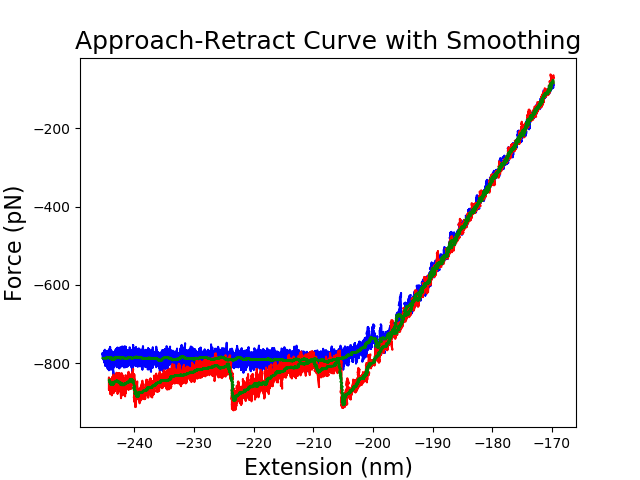 Approach-Retract Curve with Smoothing
Force (pN)
−200
−400
−600
−800
−240 −230 −220 −210 −200 −190 −180 −170
Extension (nm)